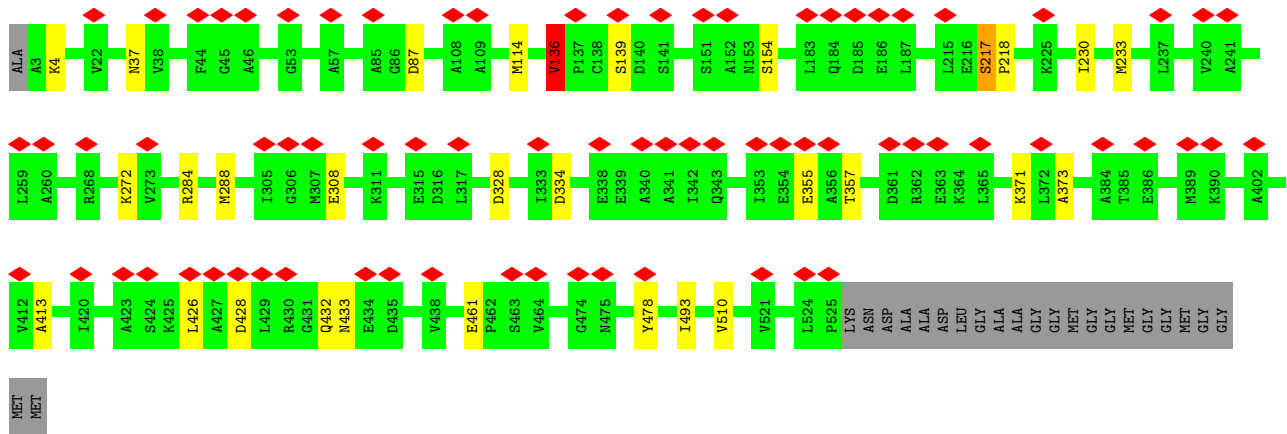 ALA A3 K4 V22 N37 V38 F44 G45 A46 G53 A57 A85 G86 D87 A108 A109 M114 V136 P137 C138 S139 D140 S141 S151 A152 N153 S154 L183 Q184 D185 E186 L187 L215 E216 S217 P218 K225 I230 M233 L237 V240 A241
L259 A260 R268 K272 V273 R284 M288 I305 G306 M307 E308 K311 E315 D316 L317 D328 I333 D334 E338 E339 A340 A341 I342 Q343 I353 E354 E355 A356 T357 D361 R362 E363 K364 L365 K371 L372 A373 A384 T385 E386 M389 K390 A402
V412 A413 I420 A423 S424 K425 L426 A427 D428 L429 R430 G431 Q432 N433 E434 D435 V438 E461 P462 S463 V464 G474 N475 Y478 I493 V510 V521 L524 P525 LYS ASN ASP ALA ALA ASP LEU GLY ALA ALA GLY GLY MET GLY GLY MET GLY GLY MET GLY GLY
MET MET